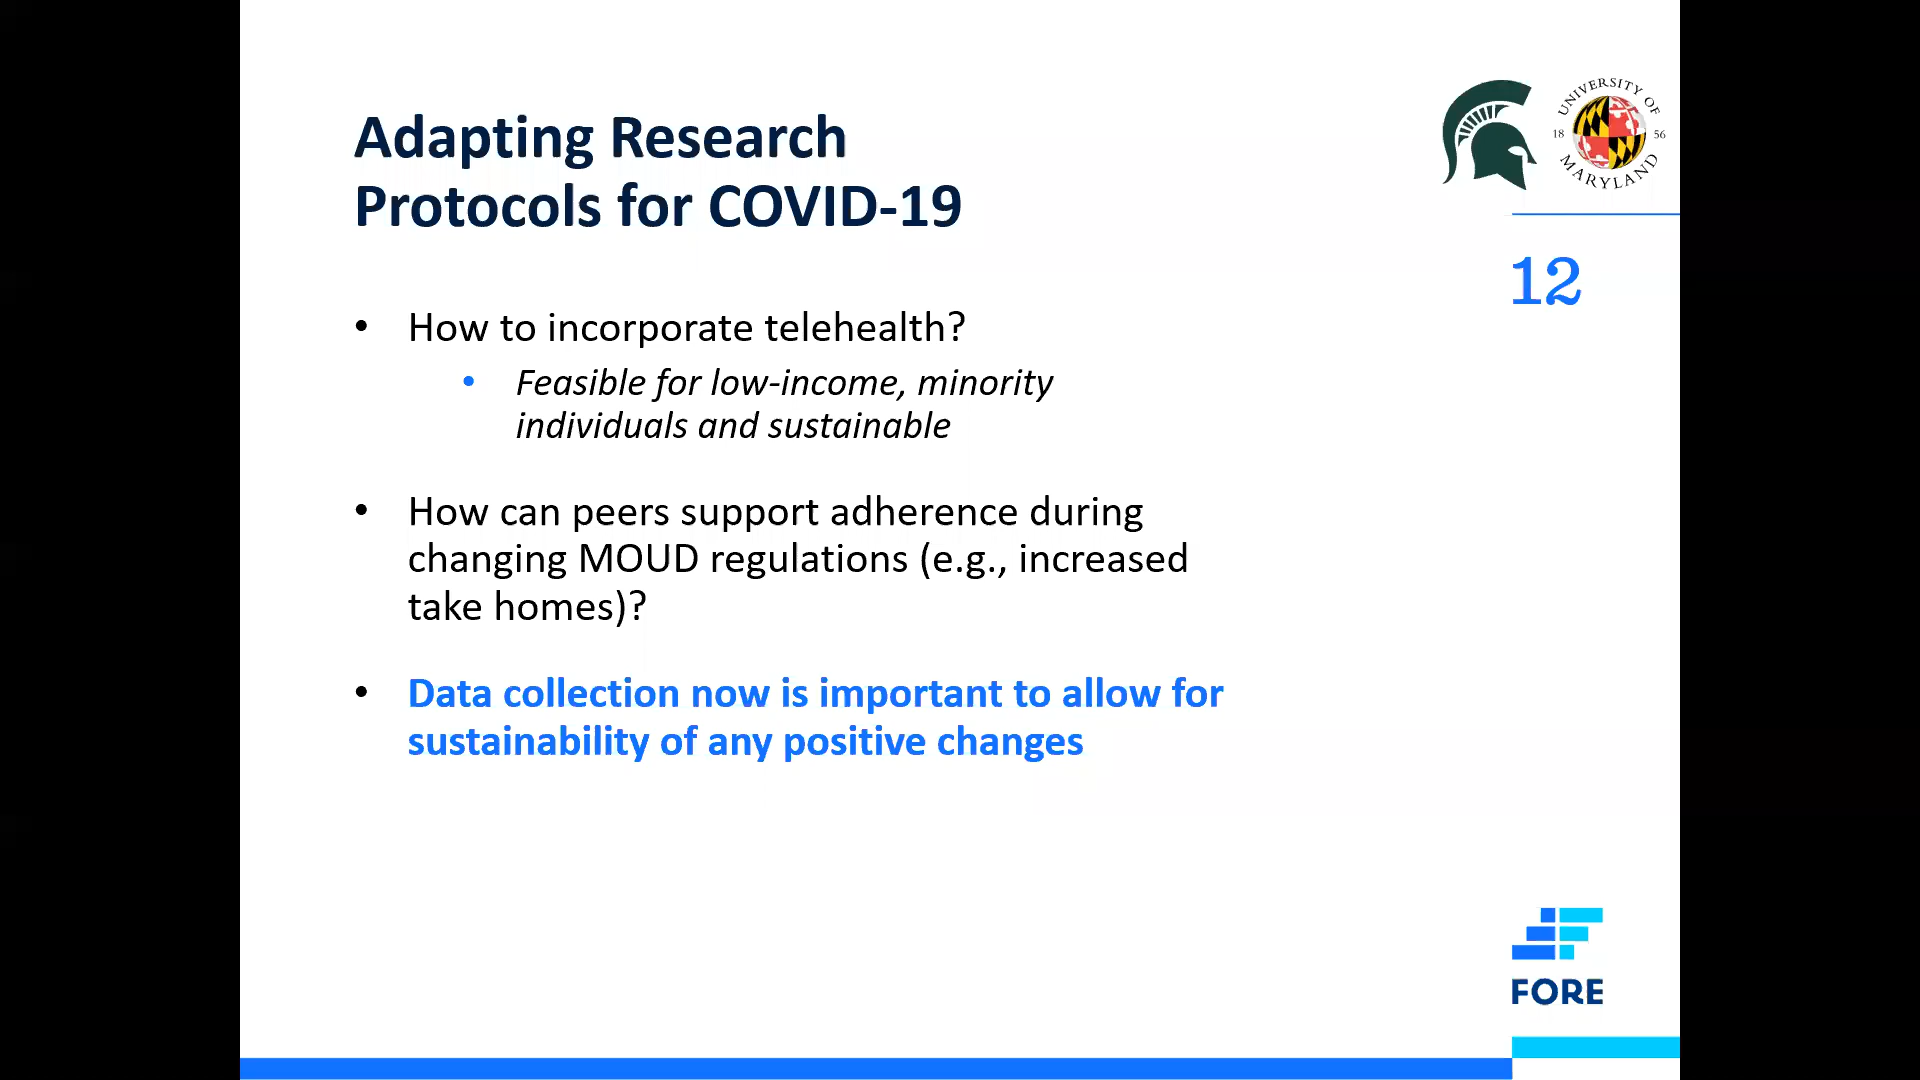 Adapting Research
Protocols for COVID-19
UNIVERSITY OF
18 56
MARYLAND
12
• How to incorporate telehealth?
• Feasible for low-income, minority
individuals and sustainable
• How can peers support adherence during
changing MOUD regulations (e.g., increased
take homes)?
• Data collection now is important to allow for
sustainability of any positive changes
FORE